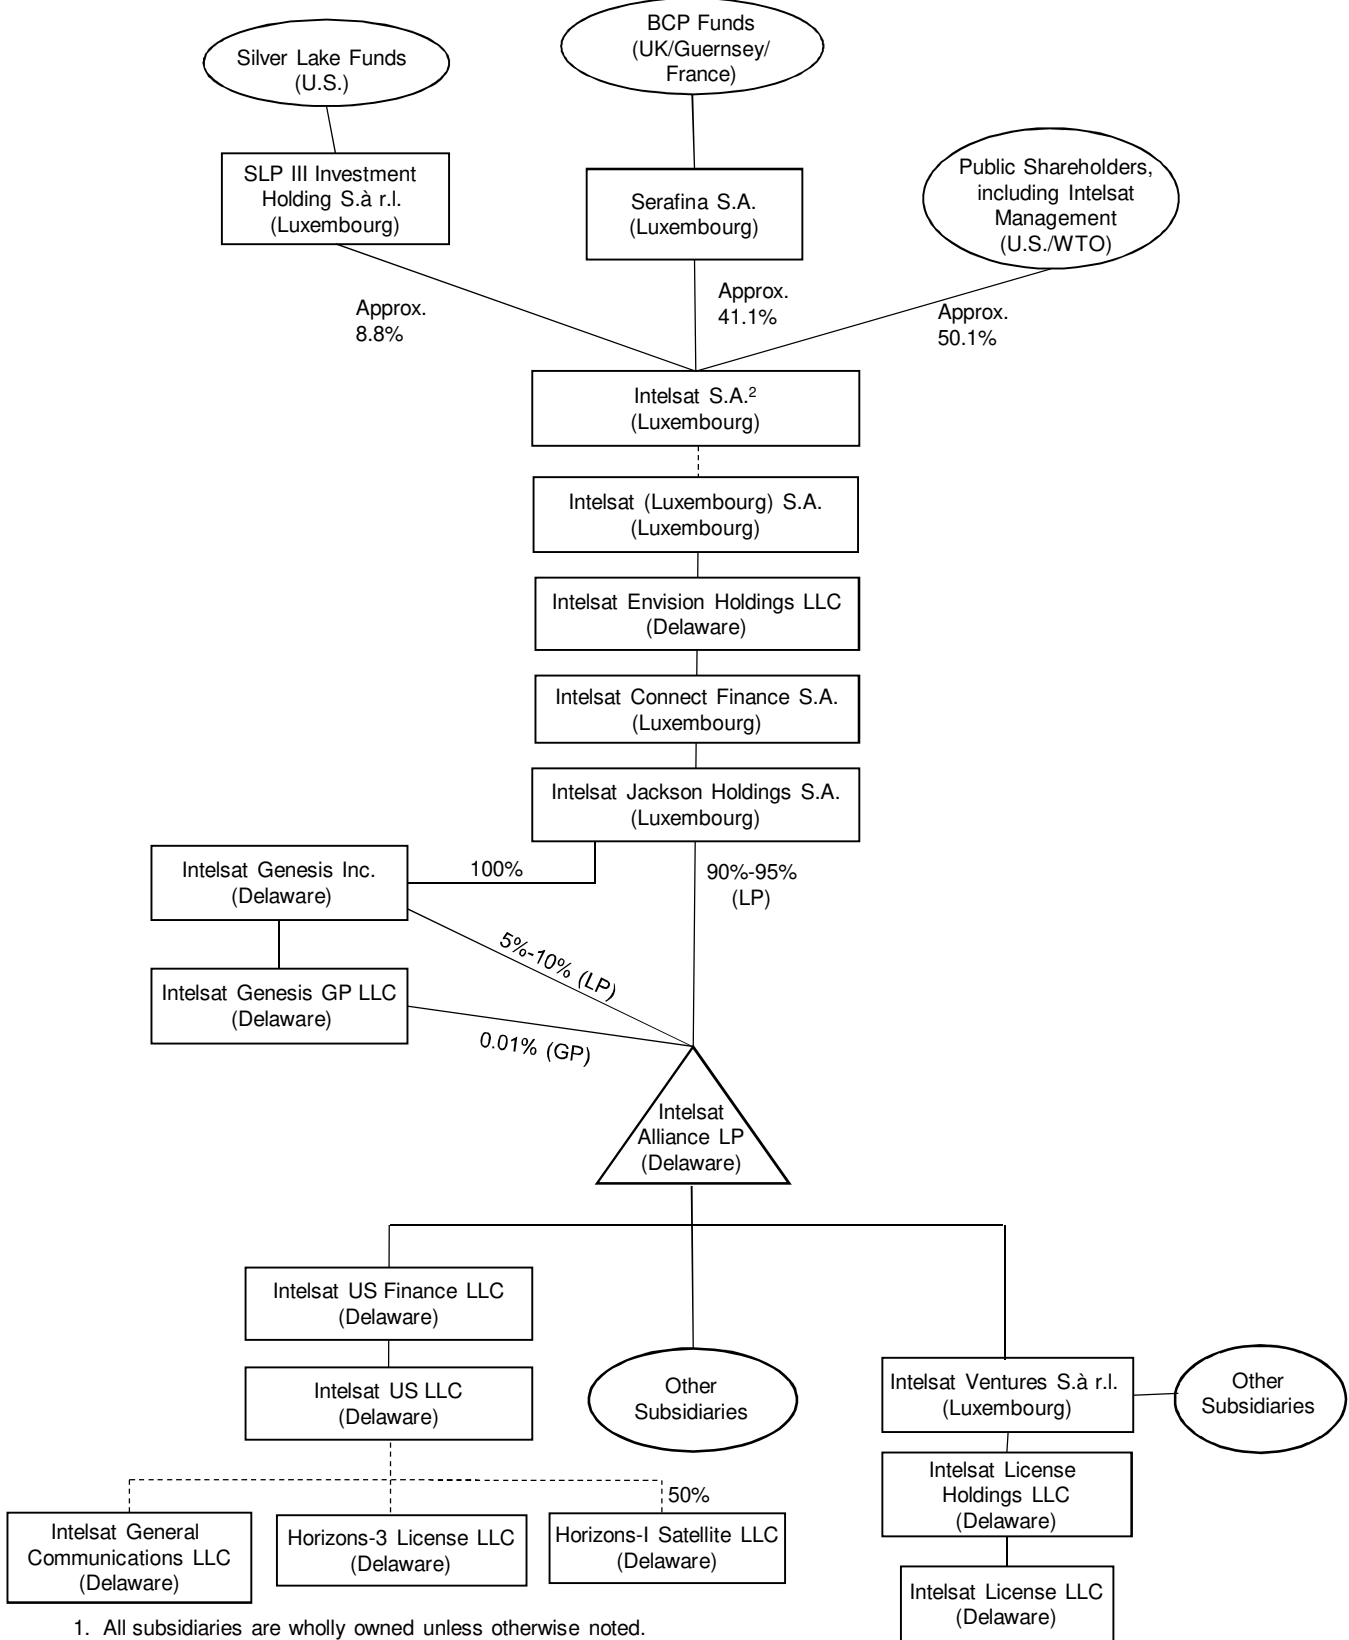 Silver Lake Funds
(U.S.)
BCP Funds
(UK/Guernsey/
France)
SLP III Investment
Holding S.à r.l.
(Luxembourg)
Serafina S.A.
(Luxembourg)
Public Shareholders,
including Intelsat
Management
(U.S./WTO)
Approx.
8.8%
Approx.
41.1%
Approx.
50.1%
Intelsat S.A.²
(Luxembourg)
Intelsat (Luxembourg) S.A.
(Luxembourg)
Intelsat Envision Holdings LLC
(Delaware)
Intelsat Connect Finance S.A.
(Luxembourg)
Intelsat Jackson Holdings S.A.
(Luxembourg)
Intelsat Genesis Inc.
(Delaware)
100%
90%-95%
(LP)
5%-10% (LP)
Intelsat Genesis GP LLC
(Delaware)
0.01% (GP)
Intelsat
Alliance LP
(Delaware)
Intelsat US Finance LLC
(Delaware)
Intelsat US LLC
(Delaware)
Other
Subsidiaries
Intelsat Ventures S.à r.l.
(Luxembourg)
Other
Subsidiaries
Intelsat License
Holdings LLC
(Delaware)
50%
Intelsat General
Communications LLC
(Delaware)
Horizons-3 License LLC
(Delaware)
Horizons-I Satellite LLC
(Delaware)
Intelsat License LLC
(Delaware)
1. All subsidiaries are wholly owned unless otherwise noted.